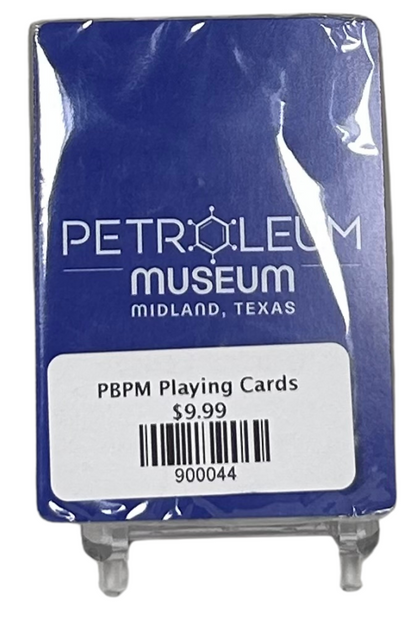 PETROLEUM
MUSEUM
MIDLAND, TEXAS
PBPM Playing Cards
$9.99
900044